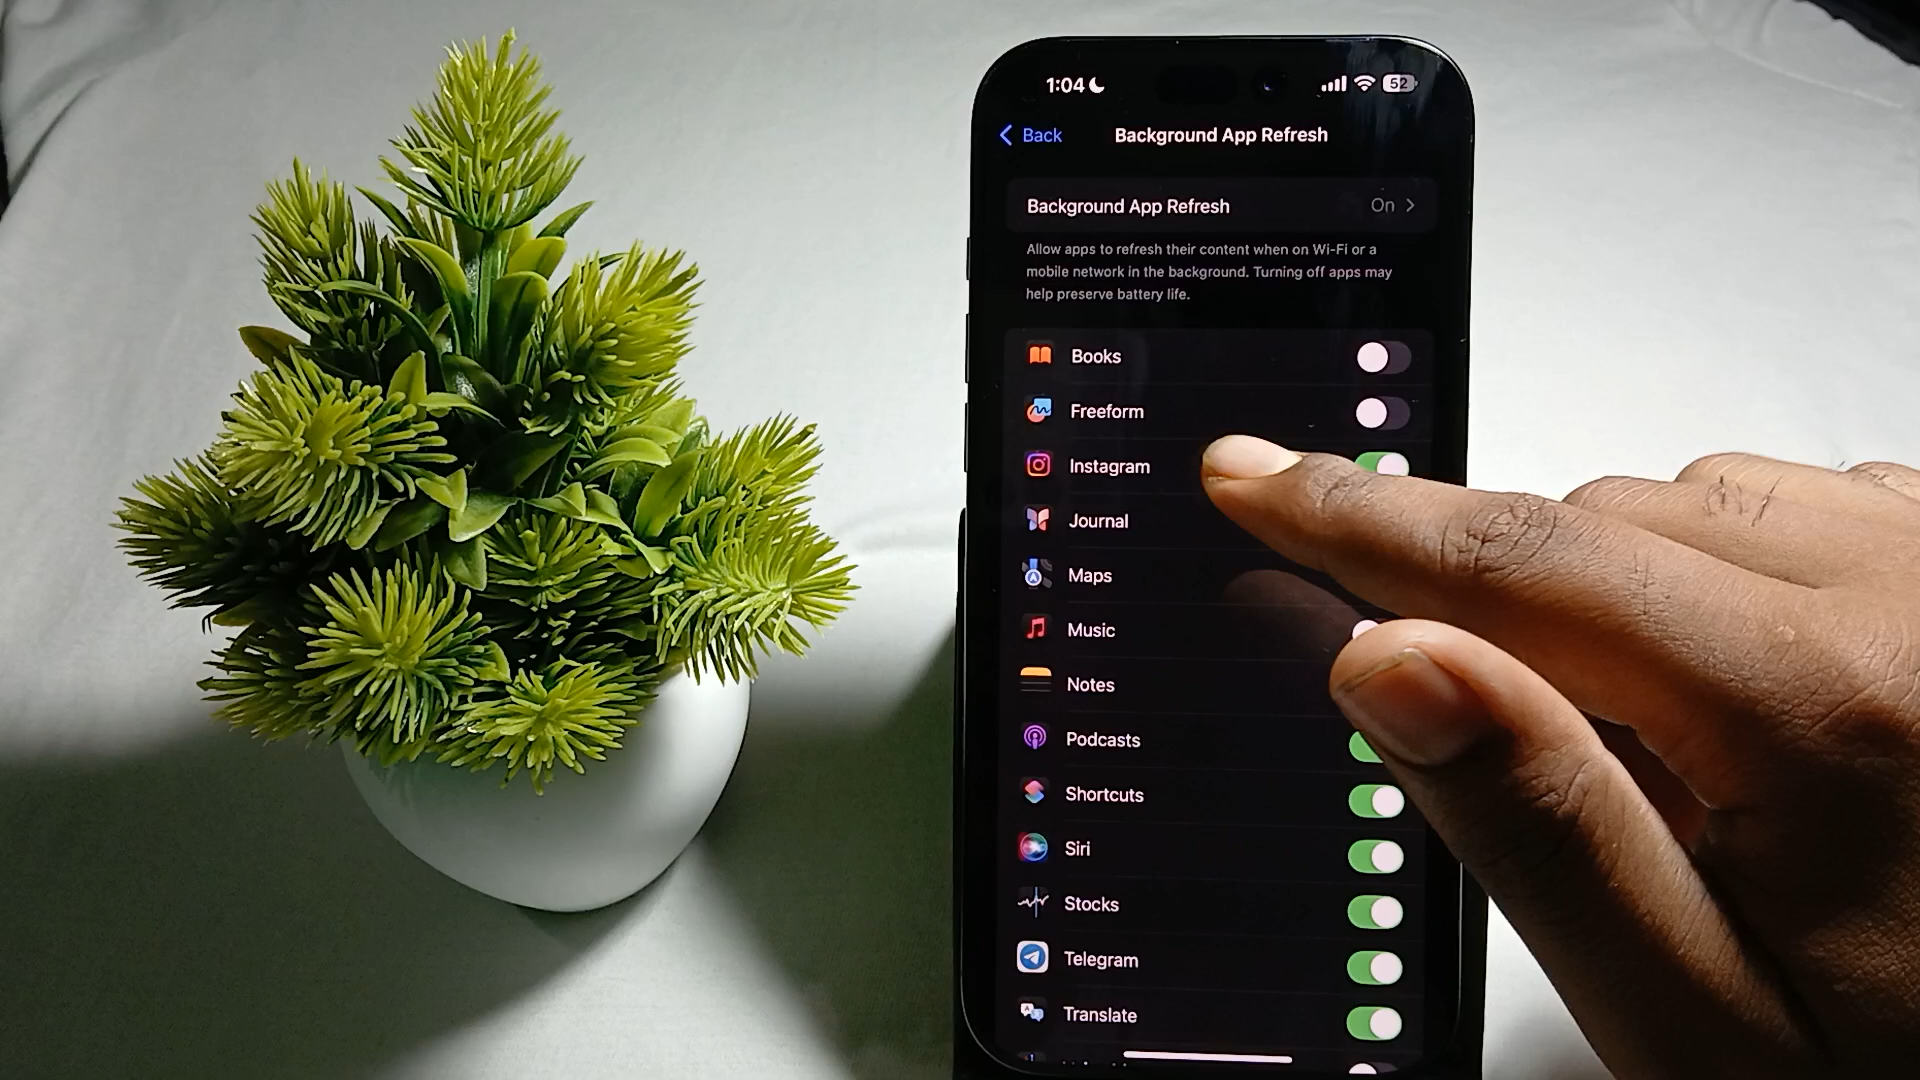 1:04
52
Back
Background App Refresh
Background App Refresh
On
Allow apps to refresh their content when on Wi-Fi or a
mobile network in the background. Turning off apps may
help preserve battery life.
Books
Freeform
Instagram
Journal
Maps
Music
Notes
Podcasts
Shortcuts
Siri
Stocks
Telegram
Translate